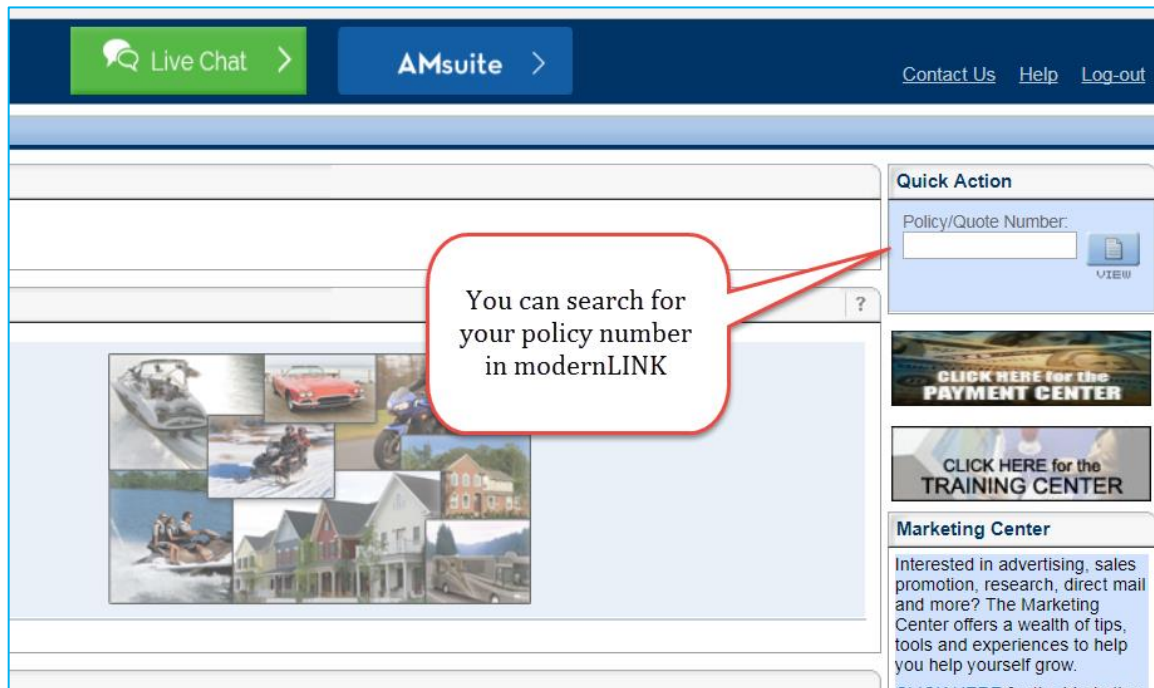 Live Chat
AMsuite
Contact Us Help Log-out
Quick Action
Policy/Quote Number:
VIEW
You can search for
your policy number
in modernLINK
?
CLICK HERE for the
PAYMENT CENTER
CLICK HERE for the
TRAINING CENTER
Marketing Center
Interested in advertising, sales
promotion, research, direct mail
and more? The Marketing
Center offers a wealth of tips,
tools and experiences to help
you help yourself grow.